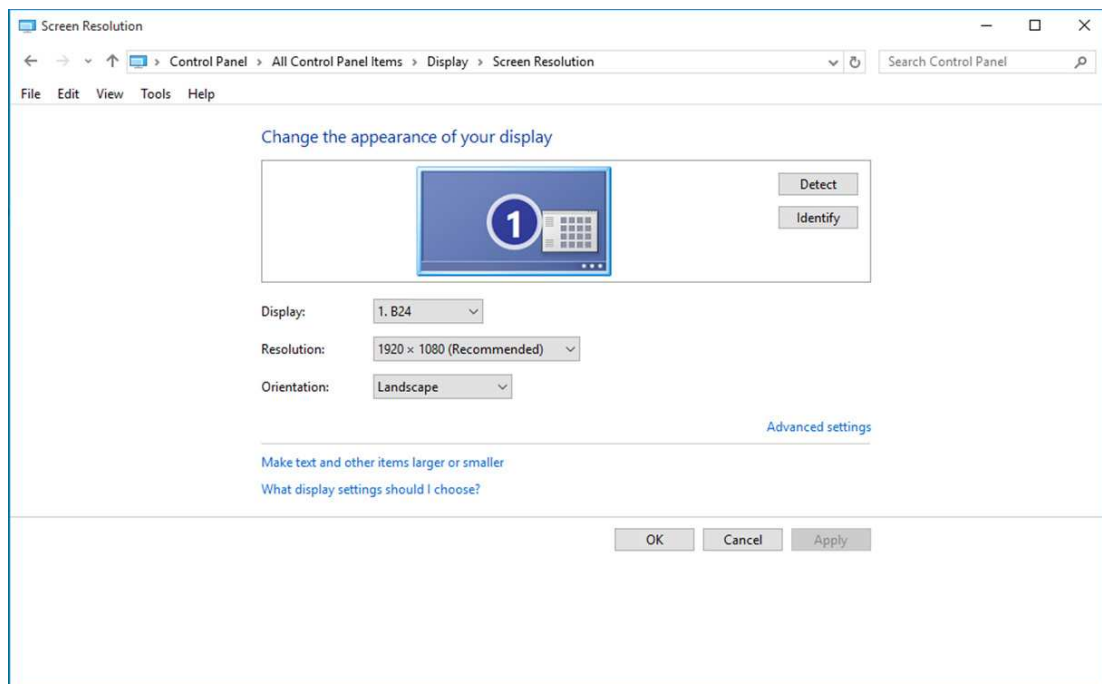 Screen Resolution
Control Panel > All Control Panel Items > Display > Screen Resolution
Search Control Panel
File Edit View Tools Help
Change the appearance of your display
1
Detect
Identify
Display: 1. B24
Resolution: 1920 × 1080 (Recommended)
Orientation: Landscape
Advanced settings
Make text and other items larger or smaller
What display settings should I choose?
OK Cancel Apply